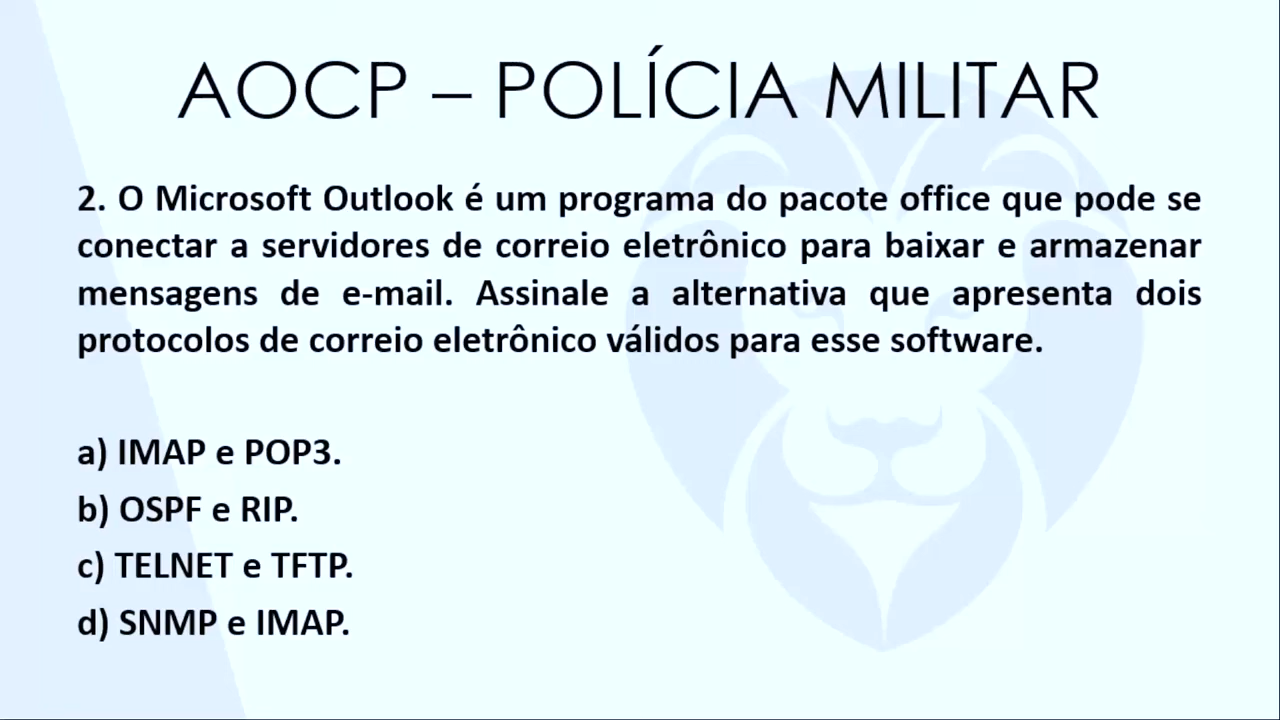 AOCP – POLÍCIA MILITAR
2. O Microsoft Outlook é um programa do pacote office que pode se
conectar a servidores de correio eletrônico para baixar e armazenar
mensagens de e-mail. Assinale a alternativa que apresenta dois
protocolos de correio eletrônico válidos para esse software.
a) IMAP e POP3.
b) OSPF e RIP.
c) TELNET e TFTP.
d) SNMP e IMAP.